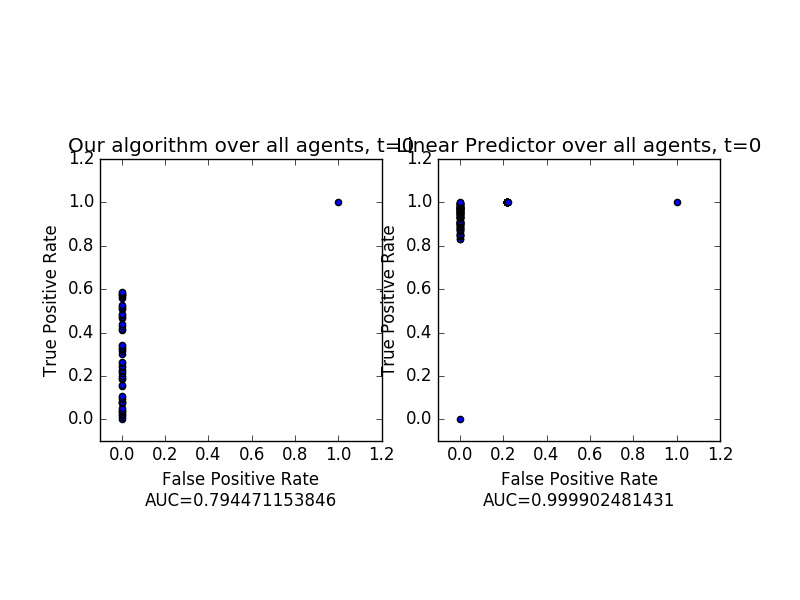 Our algorithm over all agents, t=0
1.2
1.0
0.8
0.6
0.4
0.2
0.0
True Positive Rate
0.0 0.2 0.4 0.6 0.8 1.0 1.2
False Positive Rate
AUC=0.794471153846
Linear Predictor over all agents, t=0
1.2
1.0
0.8
0.6
0.4
0.2
0.0
True Positive Rate
0.0 0.2 0.4 0.6 0.8 1.0 1.2
False Positive Rate
AUC=0.999902481431